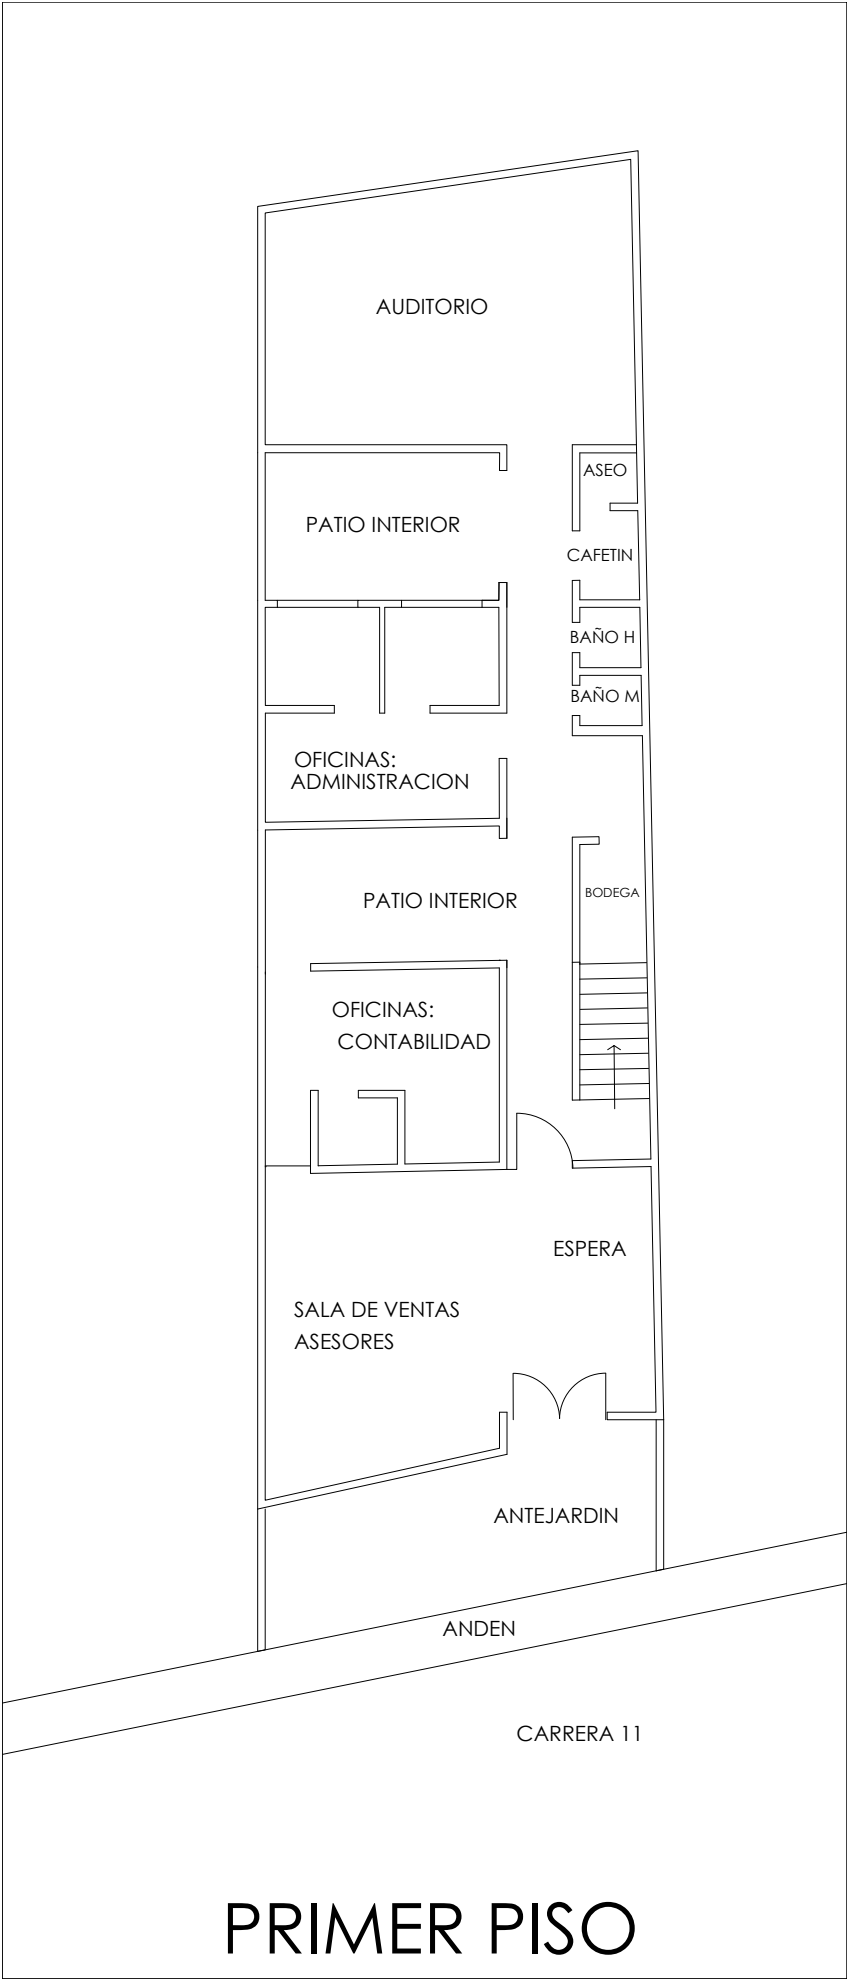 AUDITORIO
ASEO
PATIO INTERIOR
CAFETIN
BAÑO H
BAÑO M
OFICINAS:
ADMINISTRACION
BODEGA
PATIO INTERIOR
OFICINAS:
CONTABILIDAD
ESPERA
SALA DE VENTAS
ASESORES
ANTEJARDIN
ANDEN
CARRERA 11
PRIMER PISO